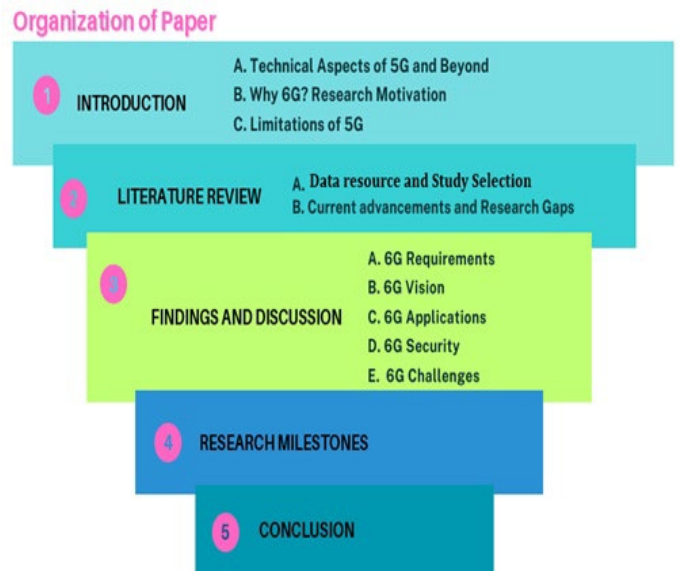 Organization of Paper
1
INTRODUCTION
A. Technical Aspects of 5G and Beyond
B. Why 6G? Research Motivation
C. Limitations of 5G
2
LITERATURE REVIEW
A. Data resource and Study Selection
B. Current advancements and Research Gaps
3
FINDINGS AND DISCUSSION
A. 6G Requirements
B. 6G Vision
C. 6G Applications
D. 6G Security
E. 6G Challenges
4
RESEARCH MILESTONES
5
CONCLUSION